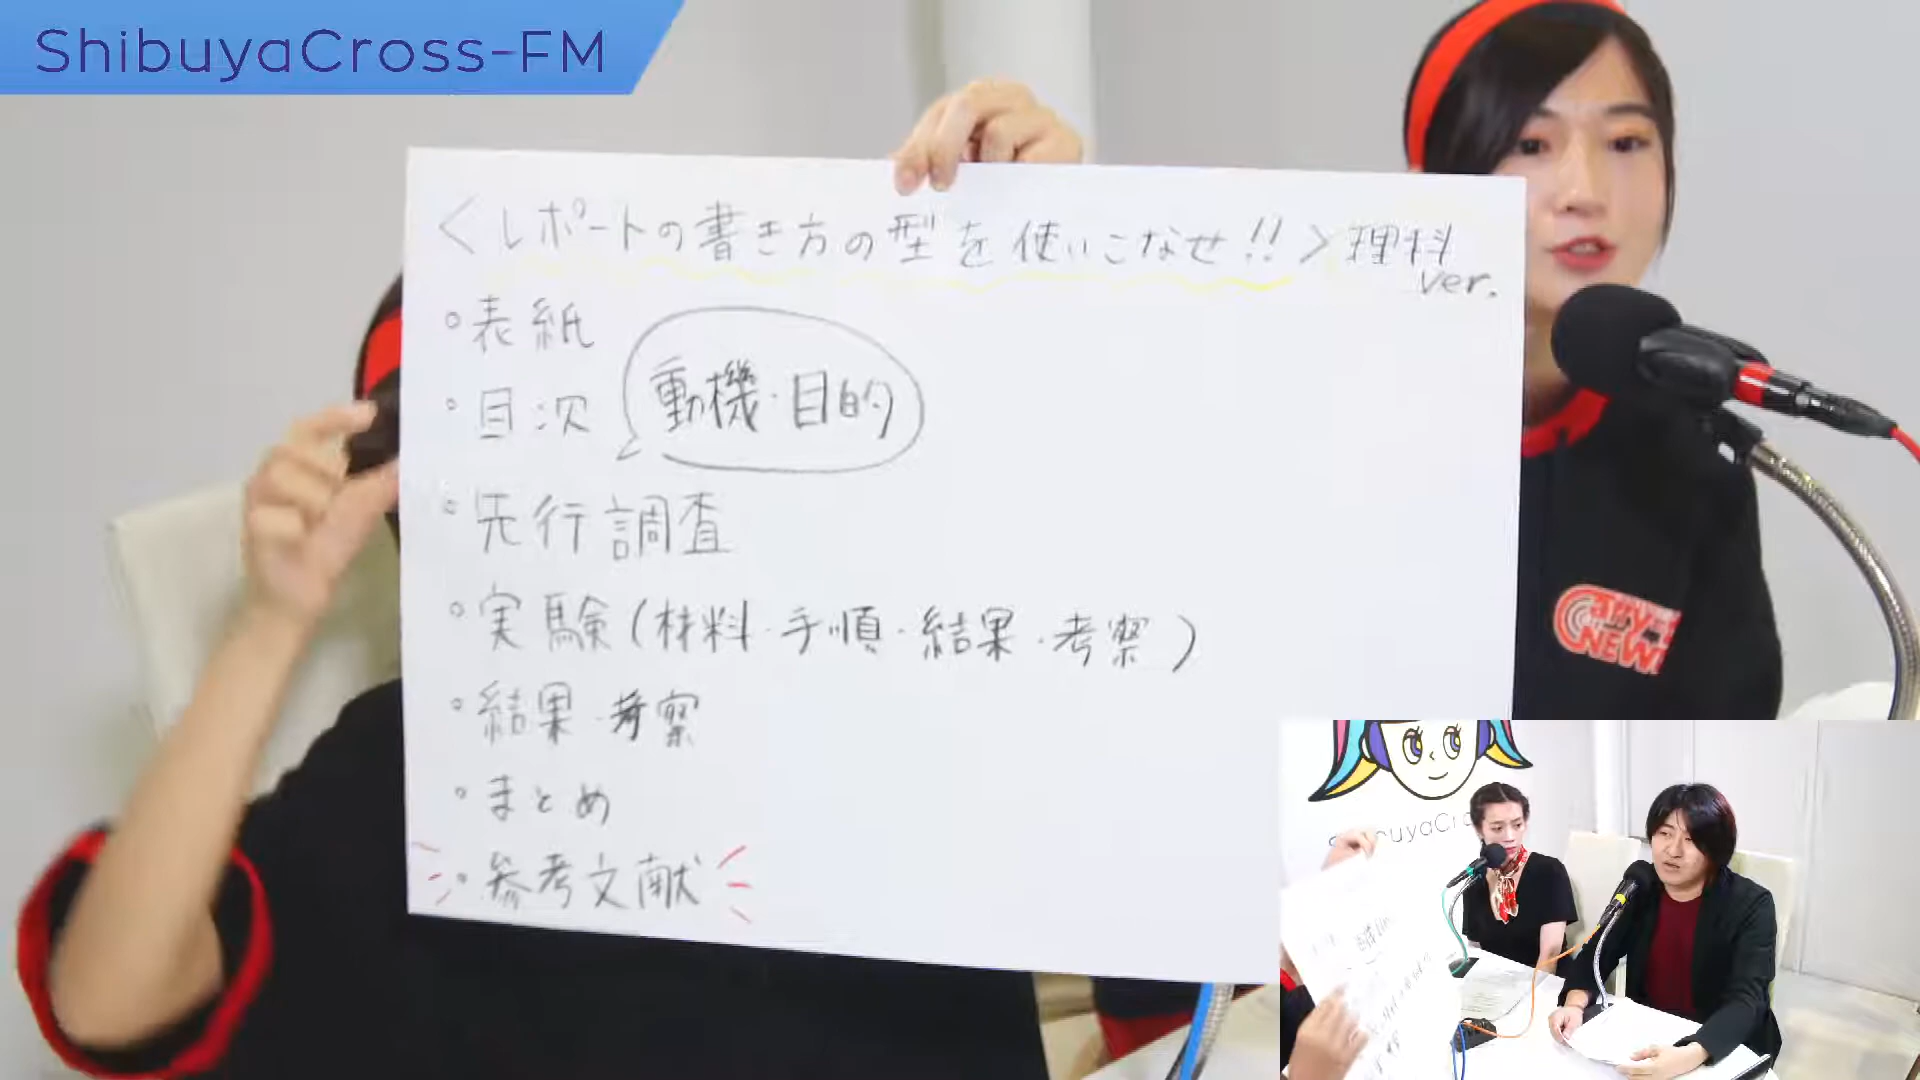 ShibuyaCross-FM
＜レポートの書き方の型を使いこなせ!!＞理科
ver.
・表紙
・目次
動機・目的
・先行調査
・実験(材料・手順・結果・考察)
・結果・考察
・まとめ
・参考文献
NEW